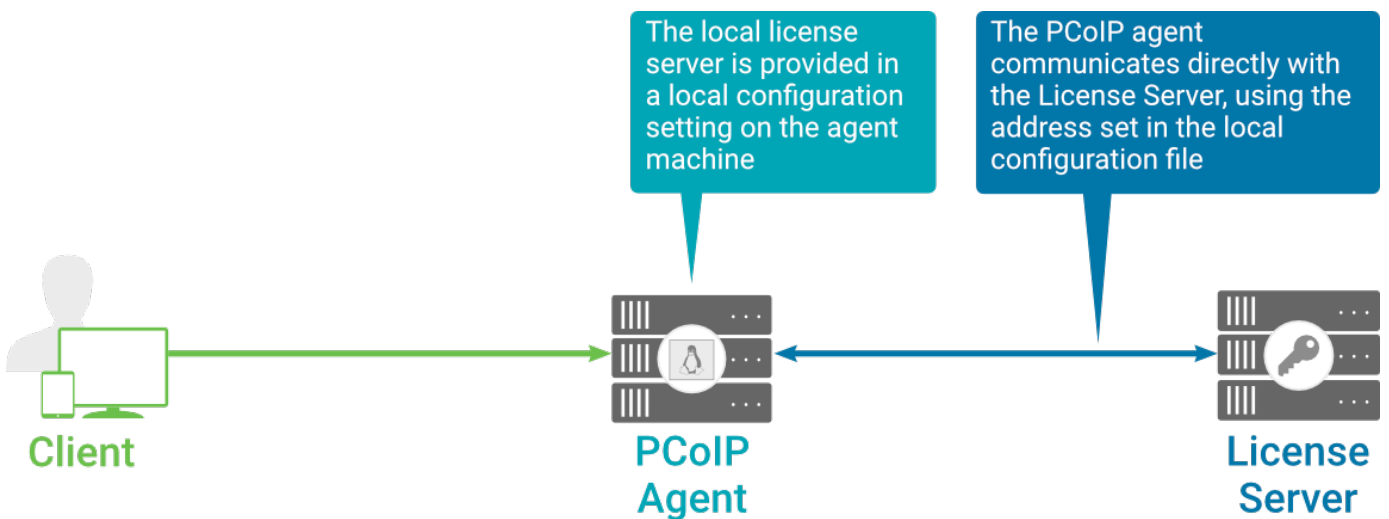 The local license
server is provided in
a local configuration
setting on the agent
machine
The PCoIP agent
communicates directly with
the License Server, using the
address set in the local
configuration file
Client
PCoIP
Agent
License
Server